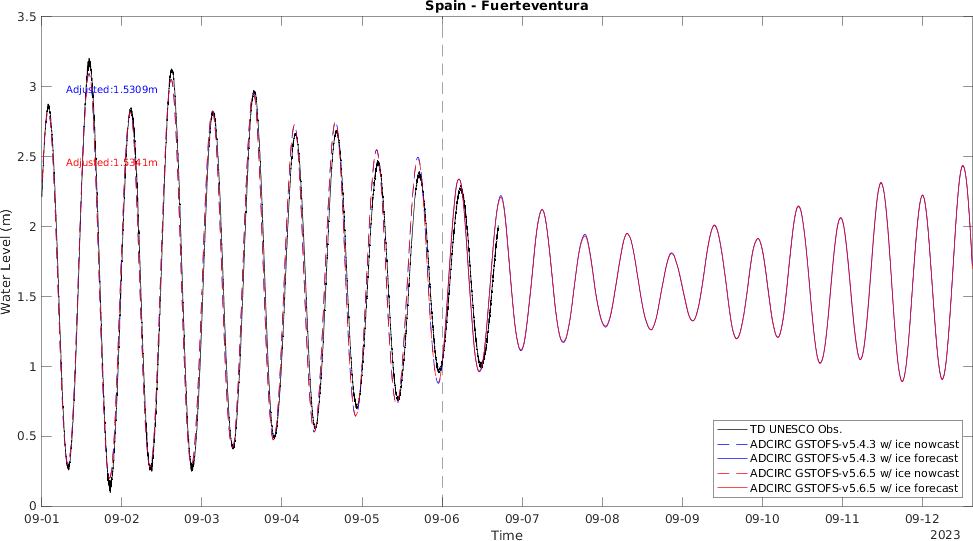 Spain - Fuerteventura
3.5
3
2.5
2
1.5
1
0.5
0
Water Level (m)
Adjusted:1.5309m
Adjusted:1.5341m
TD UNESCO Obs.
ADCIRC GSTOFS-v5.4.3 w/ ice nowcast
ADCIRC GSTOFS-v5.4.3 w/ ice forecast
ADCIRC GSTOFS-v5.6.5 w/ ice nowcast
ADCIRC GSTOFS-v5.6.5 w/ ice forecast
09-01 09-02 09-03 09-04 09-05 09-06 09-07 09-08 09-09 09-10 09-11 09-12
Time
2023